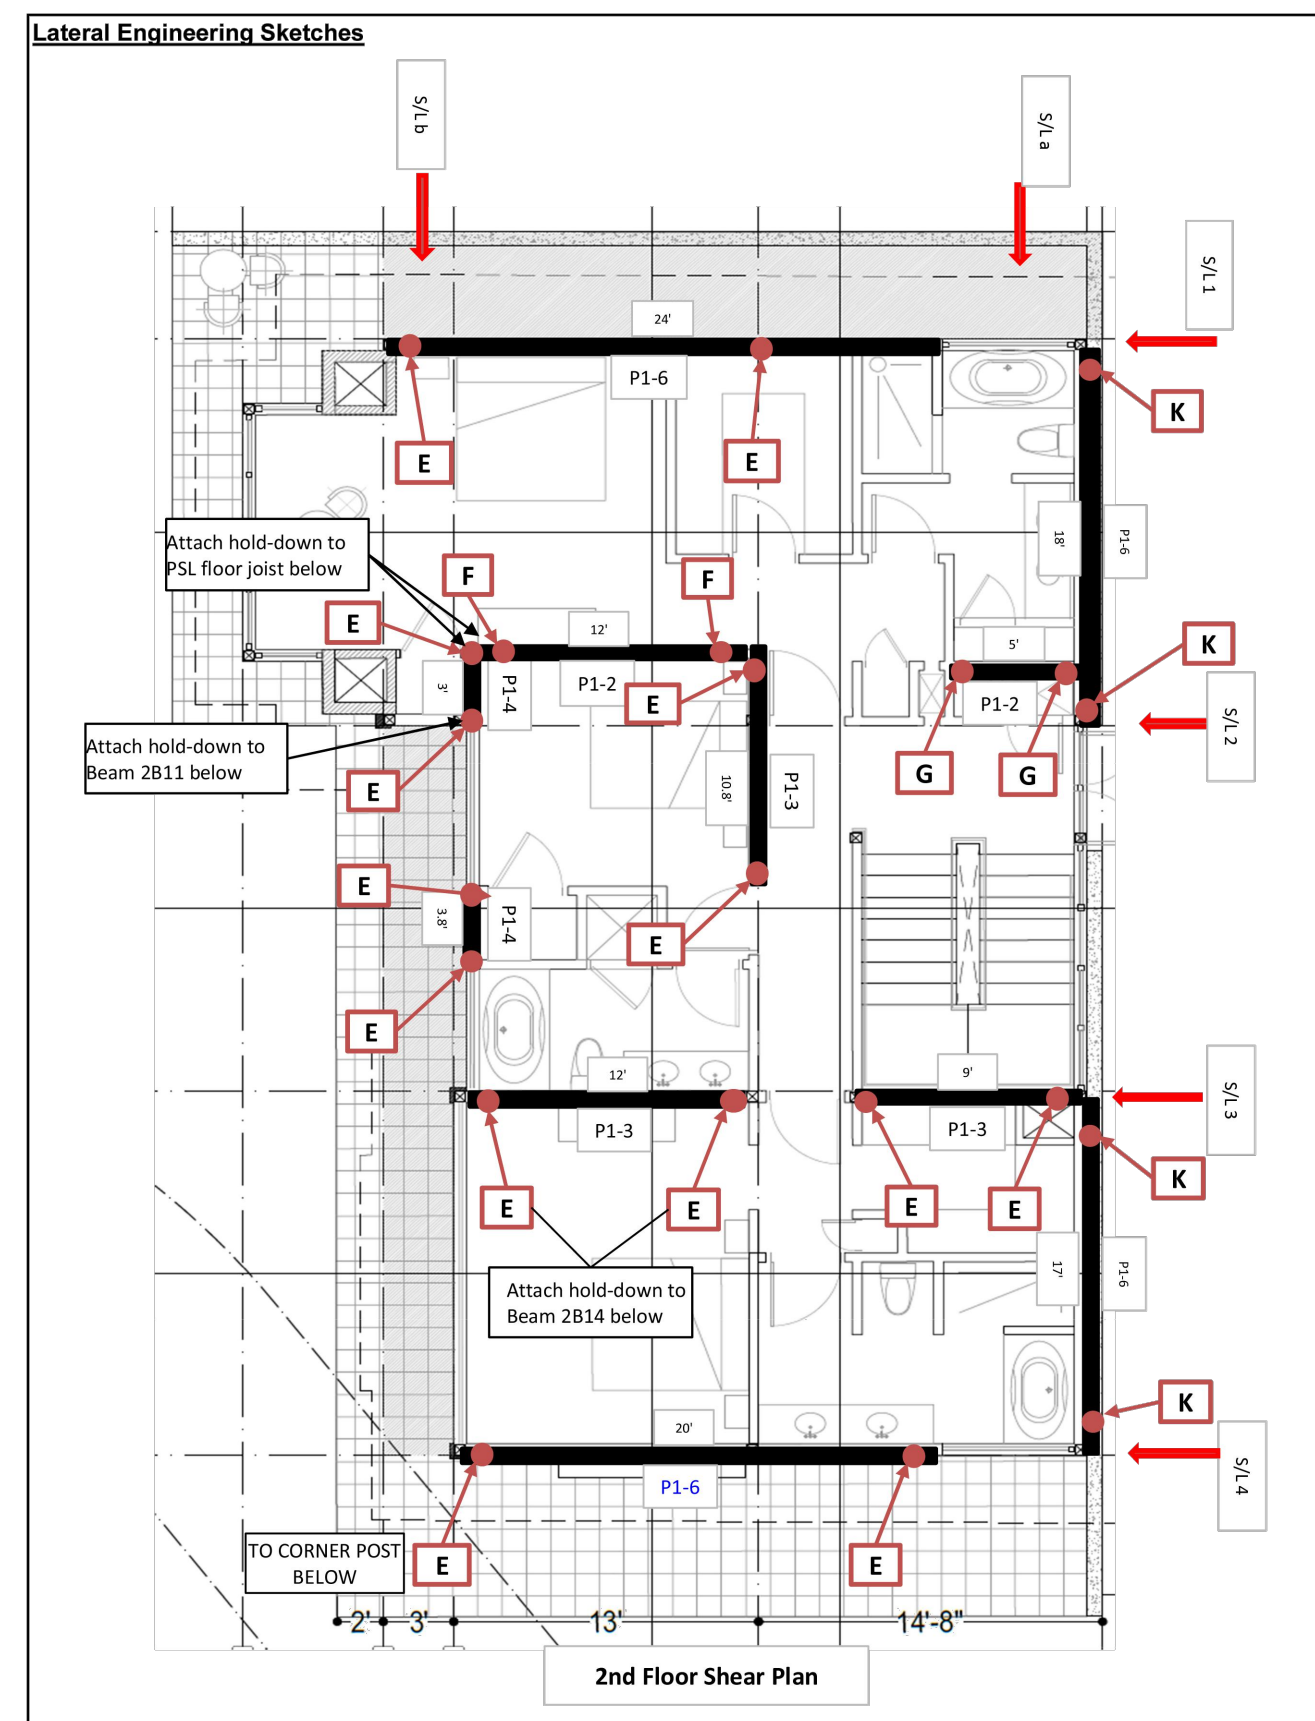 Lateral Engineering Sketches
S/L b
S/L a
S/L 1
24'
P1-6
K
E
E
18'
P1-6
Attach hold-down to
PSL floor joist below
F
F
E
12'
5'
K
3'
P1-4
P1-2
E
P1-2
S/L 2
Attach hold-down to
Beam 2B11 below
E
10.8'
P1-3
G
G
E
3.8'
P1-4
E
E
12'
9'
S/L 3
P1-3
P1-3
K
E
E
E
E
Attach hold-down to
Beam 2B14 below
17'
P1-6
K
20'
P1-6
S/L 4
TO CORNER POST
BELOW
E
E
2'
3'
13'
14'-8"
2nd Floor Shear Plan